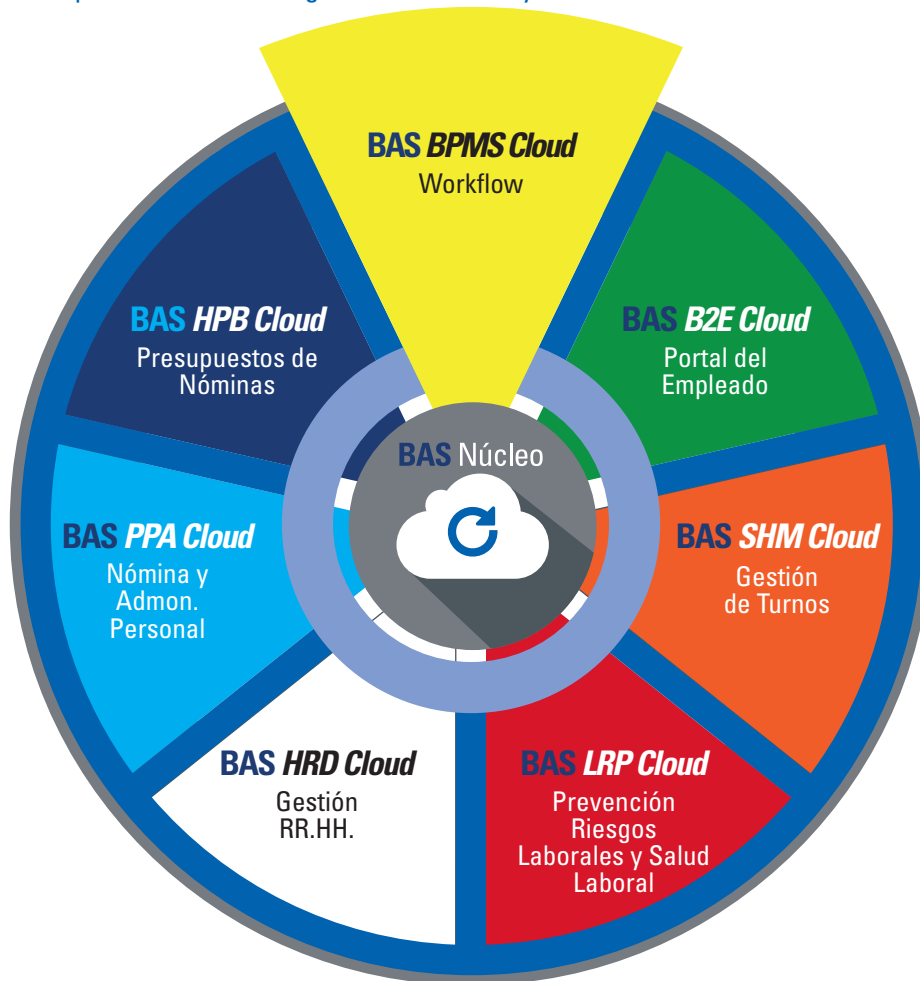 BAS BPMS Cloud
Workflow
BAS B2E Cloud
Portal del
Empleado
BAS SHM Cloud
Gestión
de Turnos
BAS LRP Cloud
Prevención
Riesgos
Laborales y Salud
Laboral
BAS HRD Cloud
Gestión
RR.HH.
BAS PPA Cloud
Nómina y
Admon.
Personal
BAS HPB Cloud
Presupuestos de
Nóminas
BAS Núcleo